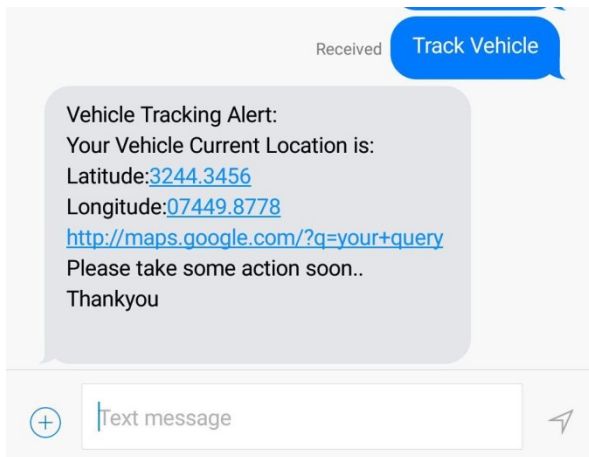 Received
Track Vehicle
Vehicle Tracking Alert:
Your Vehicle Current Location is:
Latitude:3244.3456
Longitude:07449.8778
http://maps.google.com/?q=your+query
Please take some action soon..
Thankyou
Text message